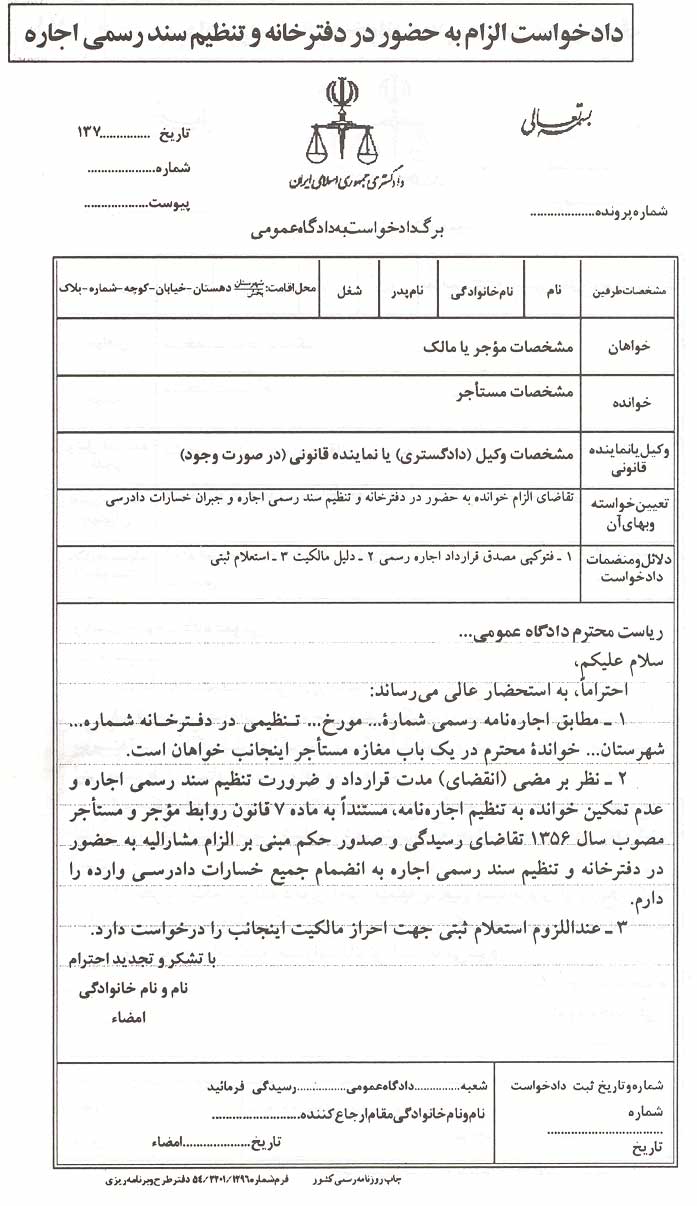 دادخواست الزام به حضور در دفترخانه و تنظیم سند رسمی اجاره
بسمه تعالی
دادگستری جمهوری اسلامی ایران
تاریخ ...............۱۳۷
شماره.....................
پیوست...................
شماره پرونده....................
برگ دادخواست به دادگاه عمومی
مشخصات طرفین
نام
نام خانوادگی
نام پدر
شغل
محل اقامت: شهرستان بخش دهستان -خیابان-کوچه-شماره-پلاک
خواهان
مشخصات مؤجر یا مالک
خوانده
مشخصات مستأجر
وکیل یا نماینده قانونی
مشخصات وکیل (دادگستری) یا نماینده قانونی (در صورت وجود)
تعیین خواسته وبهای آن
تقاضای الزام خوانده به حضور در دفترخانه و تنظیم سند رسمی اجاره و جبران خسارات دادرسی
دلائل و منضمات دادخواست
۱ ـ فتوکپی مصدق قرارداد اجاره رسمی ۲ ـ دلیل مالکیت ۳ ـ استعلام ثبتی
ریاست محترم دادگاه عمومی...
سلام علیکم،
احتراماً، به استحضار عالی می‌رساند:
۱ ـ مطابق اجاره‌نامه رسمی شمارهٔ... مورخ... تنظیمی در دفترخانه شماره...
شهرستان... خواندهٔ محترم در یک باب مغازه مستأجر اینجانب خواهان است.
۲ ـ نظر بر مضی (انقضای) مدت قرارداد و ضرورت تنظیم سند رسمی اجاره و
عدم تمکین خوانده به تنظیم اجاره‌نامه، مستنداً به ماده ۷ قانون روابط مؤجر و مستأجر
مصوب سال ۱۳۵۶ تقاضای رسیدگی و صدور حکم مبنی بر الزام مشارالیه به حضور
در دفترخانه و تنظیم سند رسمی اجاره به انضمام جمیع خسارات دادرسی وارده را
دارم.
۳ ـ عنداللزوم استعلام ثبتی جهت احراز مالکیت اینجانب را درخواست دارد.
با تشکر و تجدید احترام
نام و نام خانوادگی
امضاء
شماره و تاریخ ثبت دادخواست
شماره
................................
تاریخ
شعبه..............دادگاه عمومی...............رسیدگی فرمائید
نام و نام خانوادگی مقام ارجاع کننده...........................
تاریخ.....................امضاء
چاپ روزنامه رسمی کشور فرم شماره ۵۴/۲۲۰۱/۱۲۹۶ دفتر طرح و برنامه ریزی